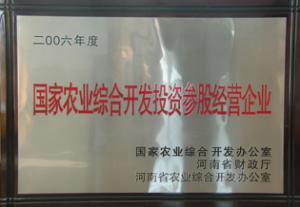 二00六年度
国家农业综合开发投资参股经营企业
国家农业综合开发办公室
河南省财政厅
河南省农业综合开发办公室